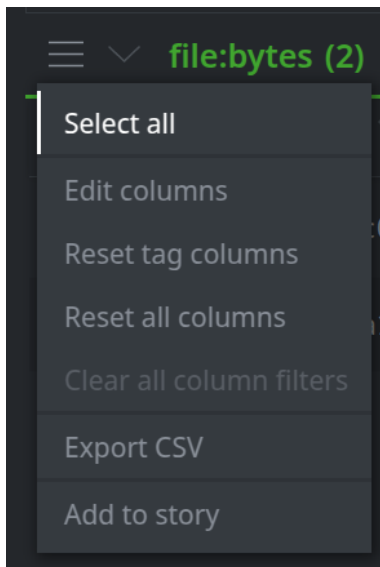 file:bytes (2)
Select all
Edit columns
Reset tag columns
Reset all columns
Clear all column filters
Export CSV
Add to story